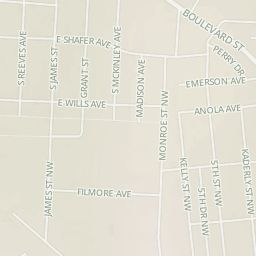 BOULEVARD ST
E SHAFER AVE
PERRY DR
S REEVES AVE
S JAMES ST
GRANT ST
S MCKINLEY AVE
MADISON AVE
EMERSON AVE
E WILLS AVE
ANOLA AVE
MONROE ST NW
JAMES ST NW
FILMORE AVE
KELLY ST NW
5TH DR NW
5TH ST NW
KADERLY ST NW